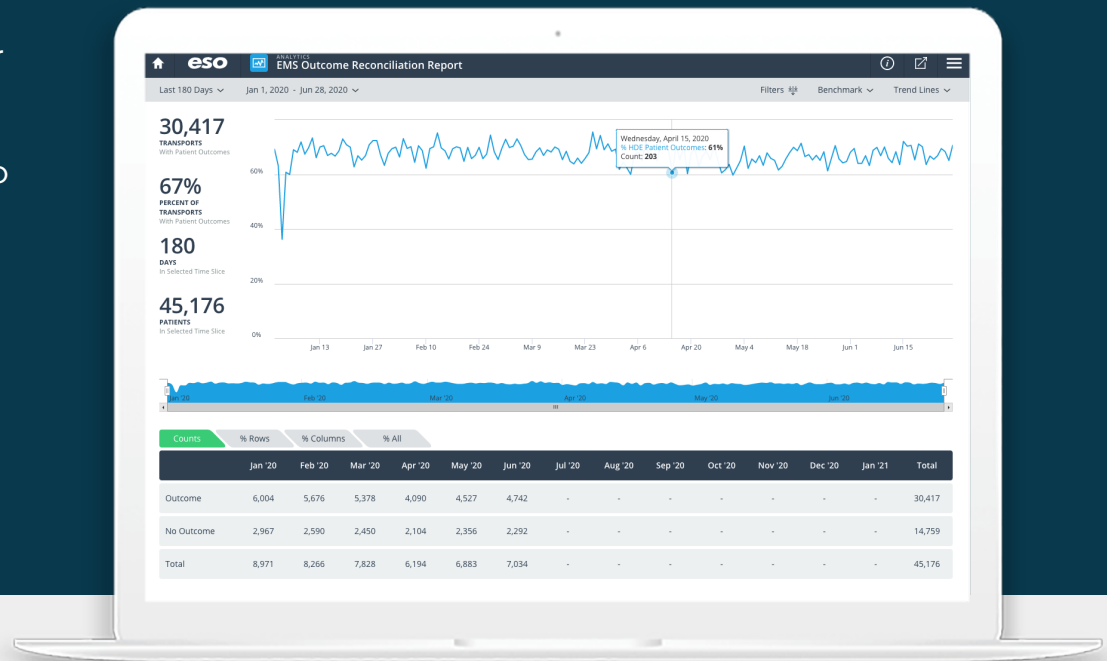 eso
ANALYTICS
EMS Outcome Reconciliation Report
Last 180 Days
Jan 1, 2020 - Jun 28, 2020
Filters
Benchmark
Trend Lines
30,417
TRANSPORTS
With Patient Outcomes
67%
PERCENT OF
TRANSPORTS
With Patient Outcomes
180
DAYS
In Selected Time Slice
45,176
PATIENTS
In Selected Time Slice
Wednesday, April 15, 2020
% HDE Patient Outcomes: 61%
Count: 203
60%
40%
20%
0%
Jan 13 Jan 27 Feb 10 Feb 24 Mar 9 Mar 23 Apr 6 Apr 20 May 4 May 18 Jun 1 Jun 15
Jan '20 Feb '20 Mar '20 Apr '20 May '20 Jun '20
Counts % Rows % Columns % All
Jan '20 Feb '20 Mar '20 Apr '20 May '20 Jun '20 Jul '20 Aug '20 Sep '20 Oct '20 Nov '20 Dec '20 Jan '21 Total
Outcome 6,004 5,676 5,378 4,090 4,527 4,742 - - - - - - - 30,417
No Outcome 2,967 2,590 2,450 2,104 2,356 2,292 - - - - - - - 14,759
Total 8,971 8,266 7,828 6,194 6,883 7,034 - - - - - - - 45,176